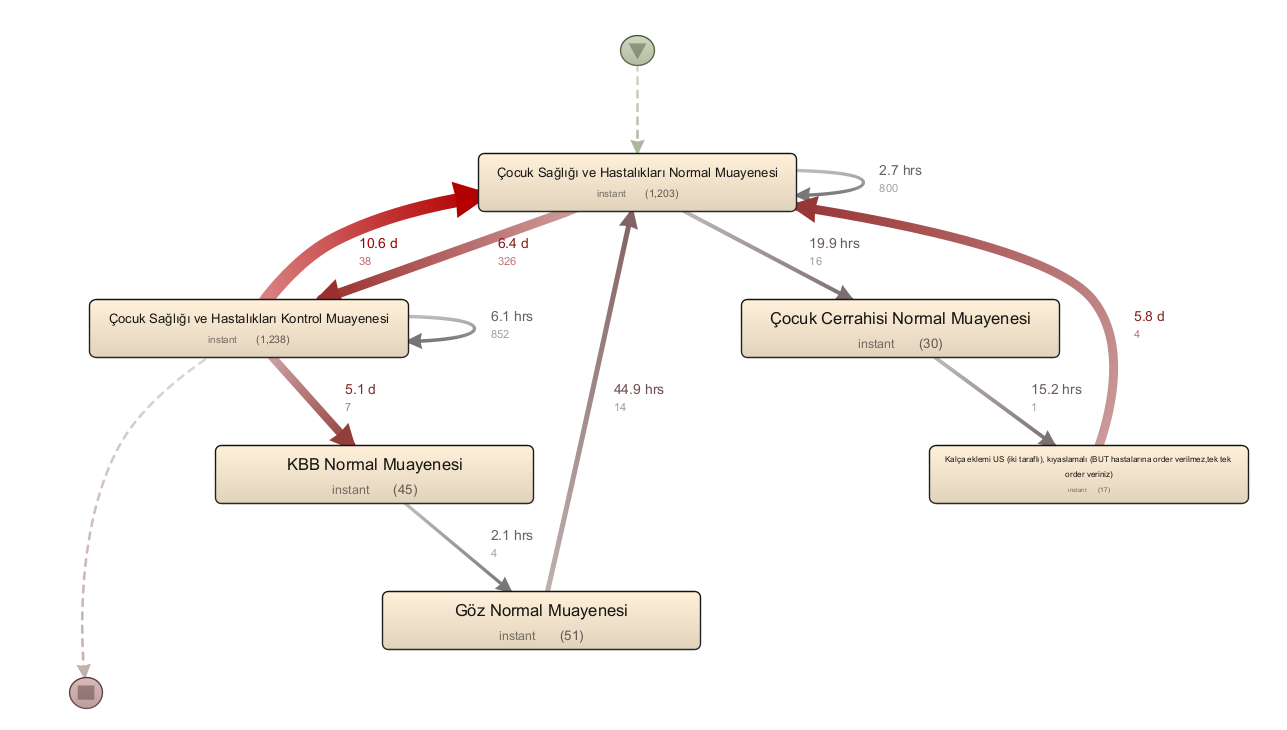 Çocuk Sağlığı ve Hastalıkları Normal Muayenesi
instant (1,203)
2.7 hrs
800
10.6 d
38
6.4 d
326
19.9 hrs
16
Çocuk Sağlığı ve Hastalıkları Kontrol Muayenesi
instant (1,238)
6.1 hrs
852
Çocuk Cerrahisi Normal Muayenesi
instant (30)
5.8 d
4
5.1 d
7
44.9 hrs
14
15.2 hrs
1
KBB Normal Muayenesi
instant (45)
Kalça eklemi US (iki taraflı), kıyaslamalı (BUT hastalarına order verilmez,tek tek
order veriniz)
instant (17)
2.1 hrs
4
Göz Normal Muayenesi
instant (51)